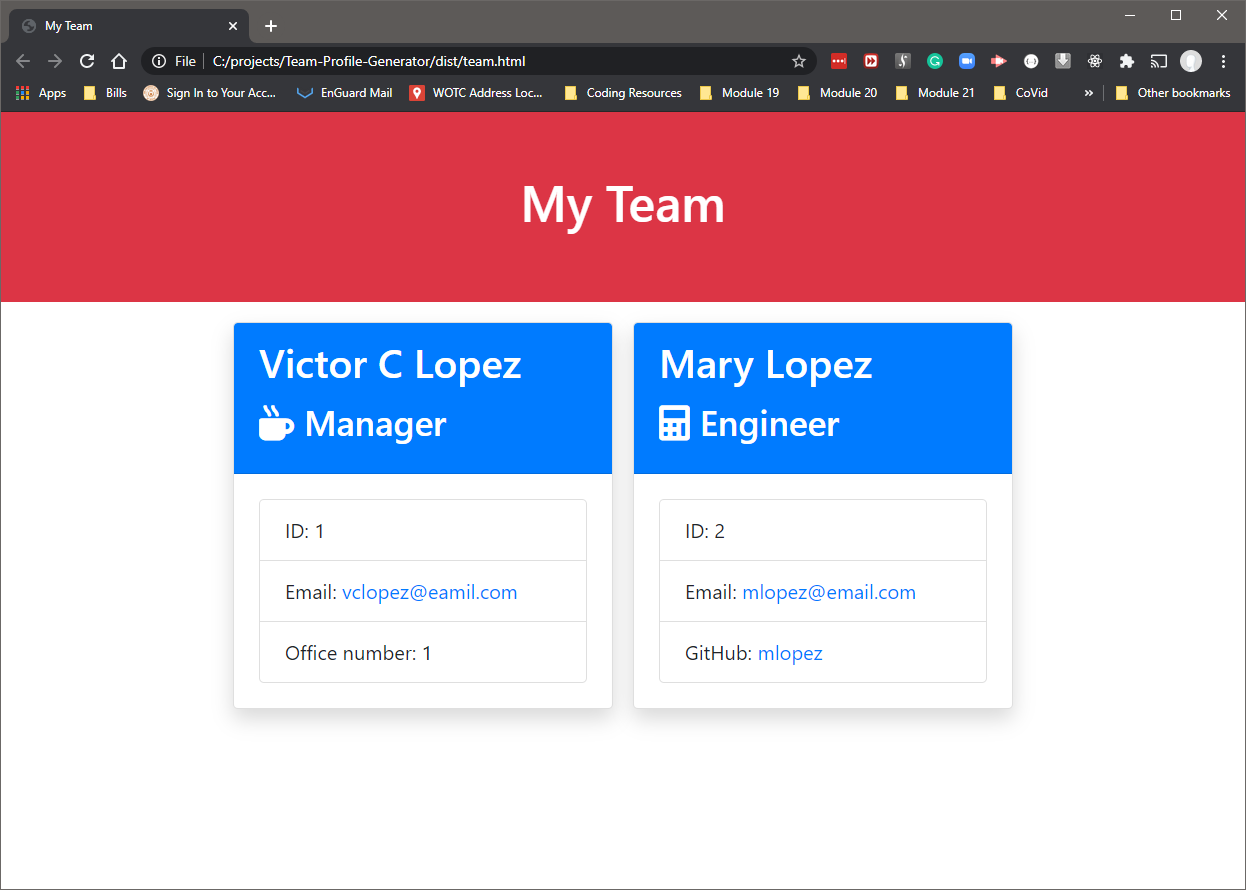 My Team
File C:/projects/Team-Profile-Generator/dist/team.html
Apps Bills Sign In to Your Acc... EnGuard Mail WOTC Address Loc... Coding Resources Module 19 Module 20 Module 21 CoVid » Other bookmarks
My Team
Victor C Lopez
Manager
ID: 1
Email: vclopez@eamil.com
Office number: 1
Mary Lopez
Engineer
ID: 2
Email: mlopez@email.com
GitHub: mlopez